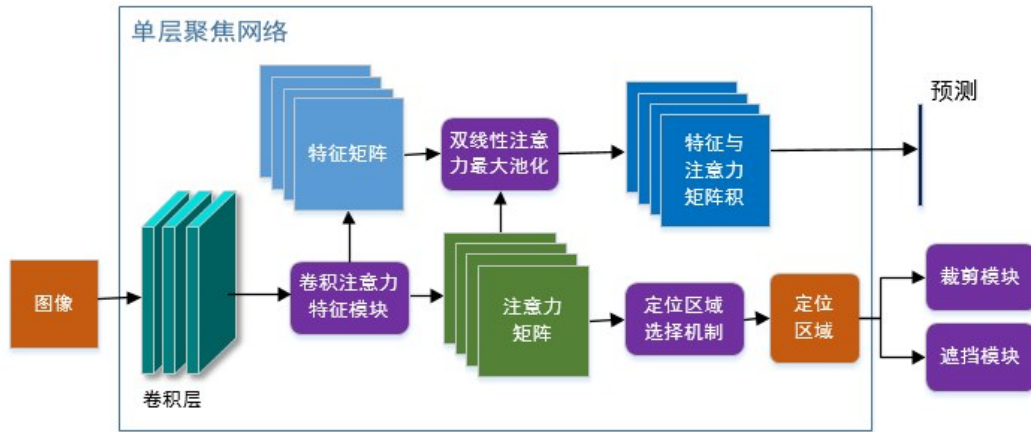 单层聚焦网络
预测
特征矩阵
双线性注意
力最大池化
特征与
注意力
矩阵积
图像
卷积层
卷积注意力
特征模块
注意力
矩阵
定位区域
选择机制
定位
区域
裁剪模块
遮挡模块